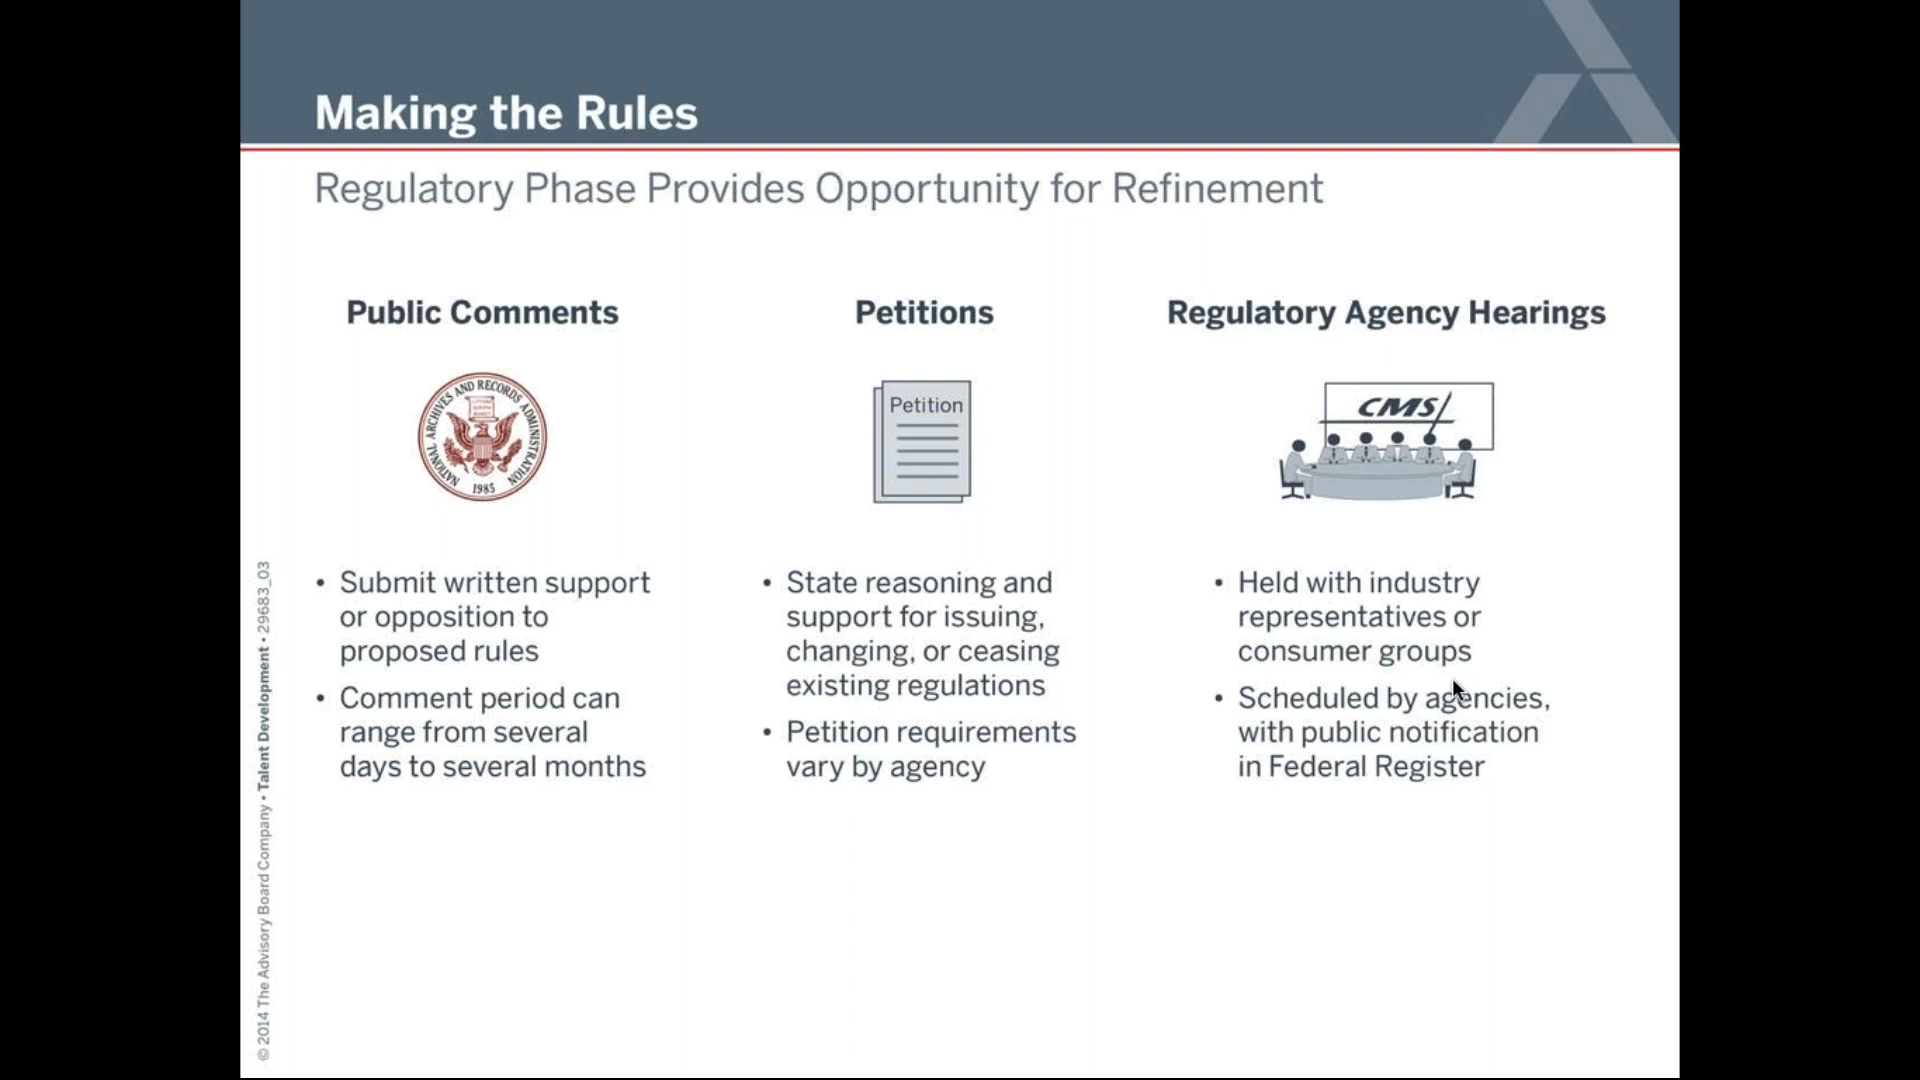 Making the Rules
Regulatory Phase Provides Opportunity for Refinement
Public Comments
NATIONAL ARCHIVES AND RECORDS ADMINISTRATION
1985
• Submit written support
or opposition to
proposed rules
• Comment period can
range from several
days to several months
Petitions
Petition
• State reasoning and
support for issuing,
changing, or ceasing
existing regulations
• Petition requirements
vary by agency
Regulatory Agency Hearings
CMS
• Held with industry
representatives or
consumer groups
• Scheduled by agencies,
with public notification
in Federal Register
© 2014 The Advisory Board Company • Talent Development • 29683_03